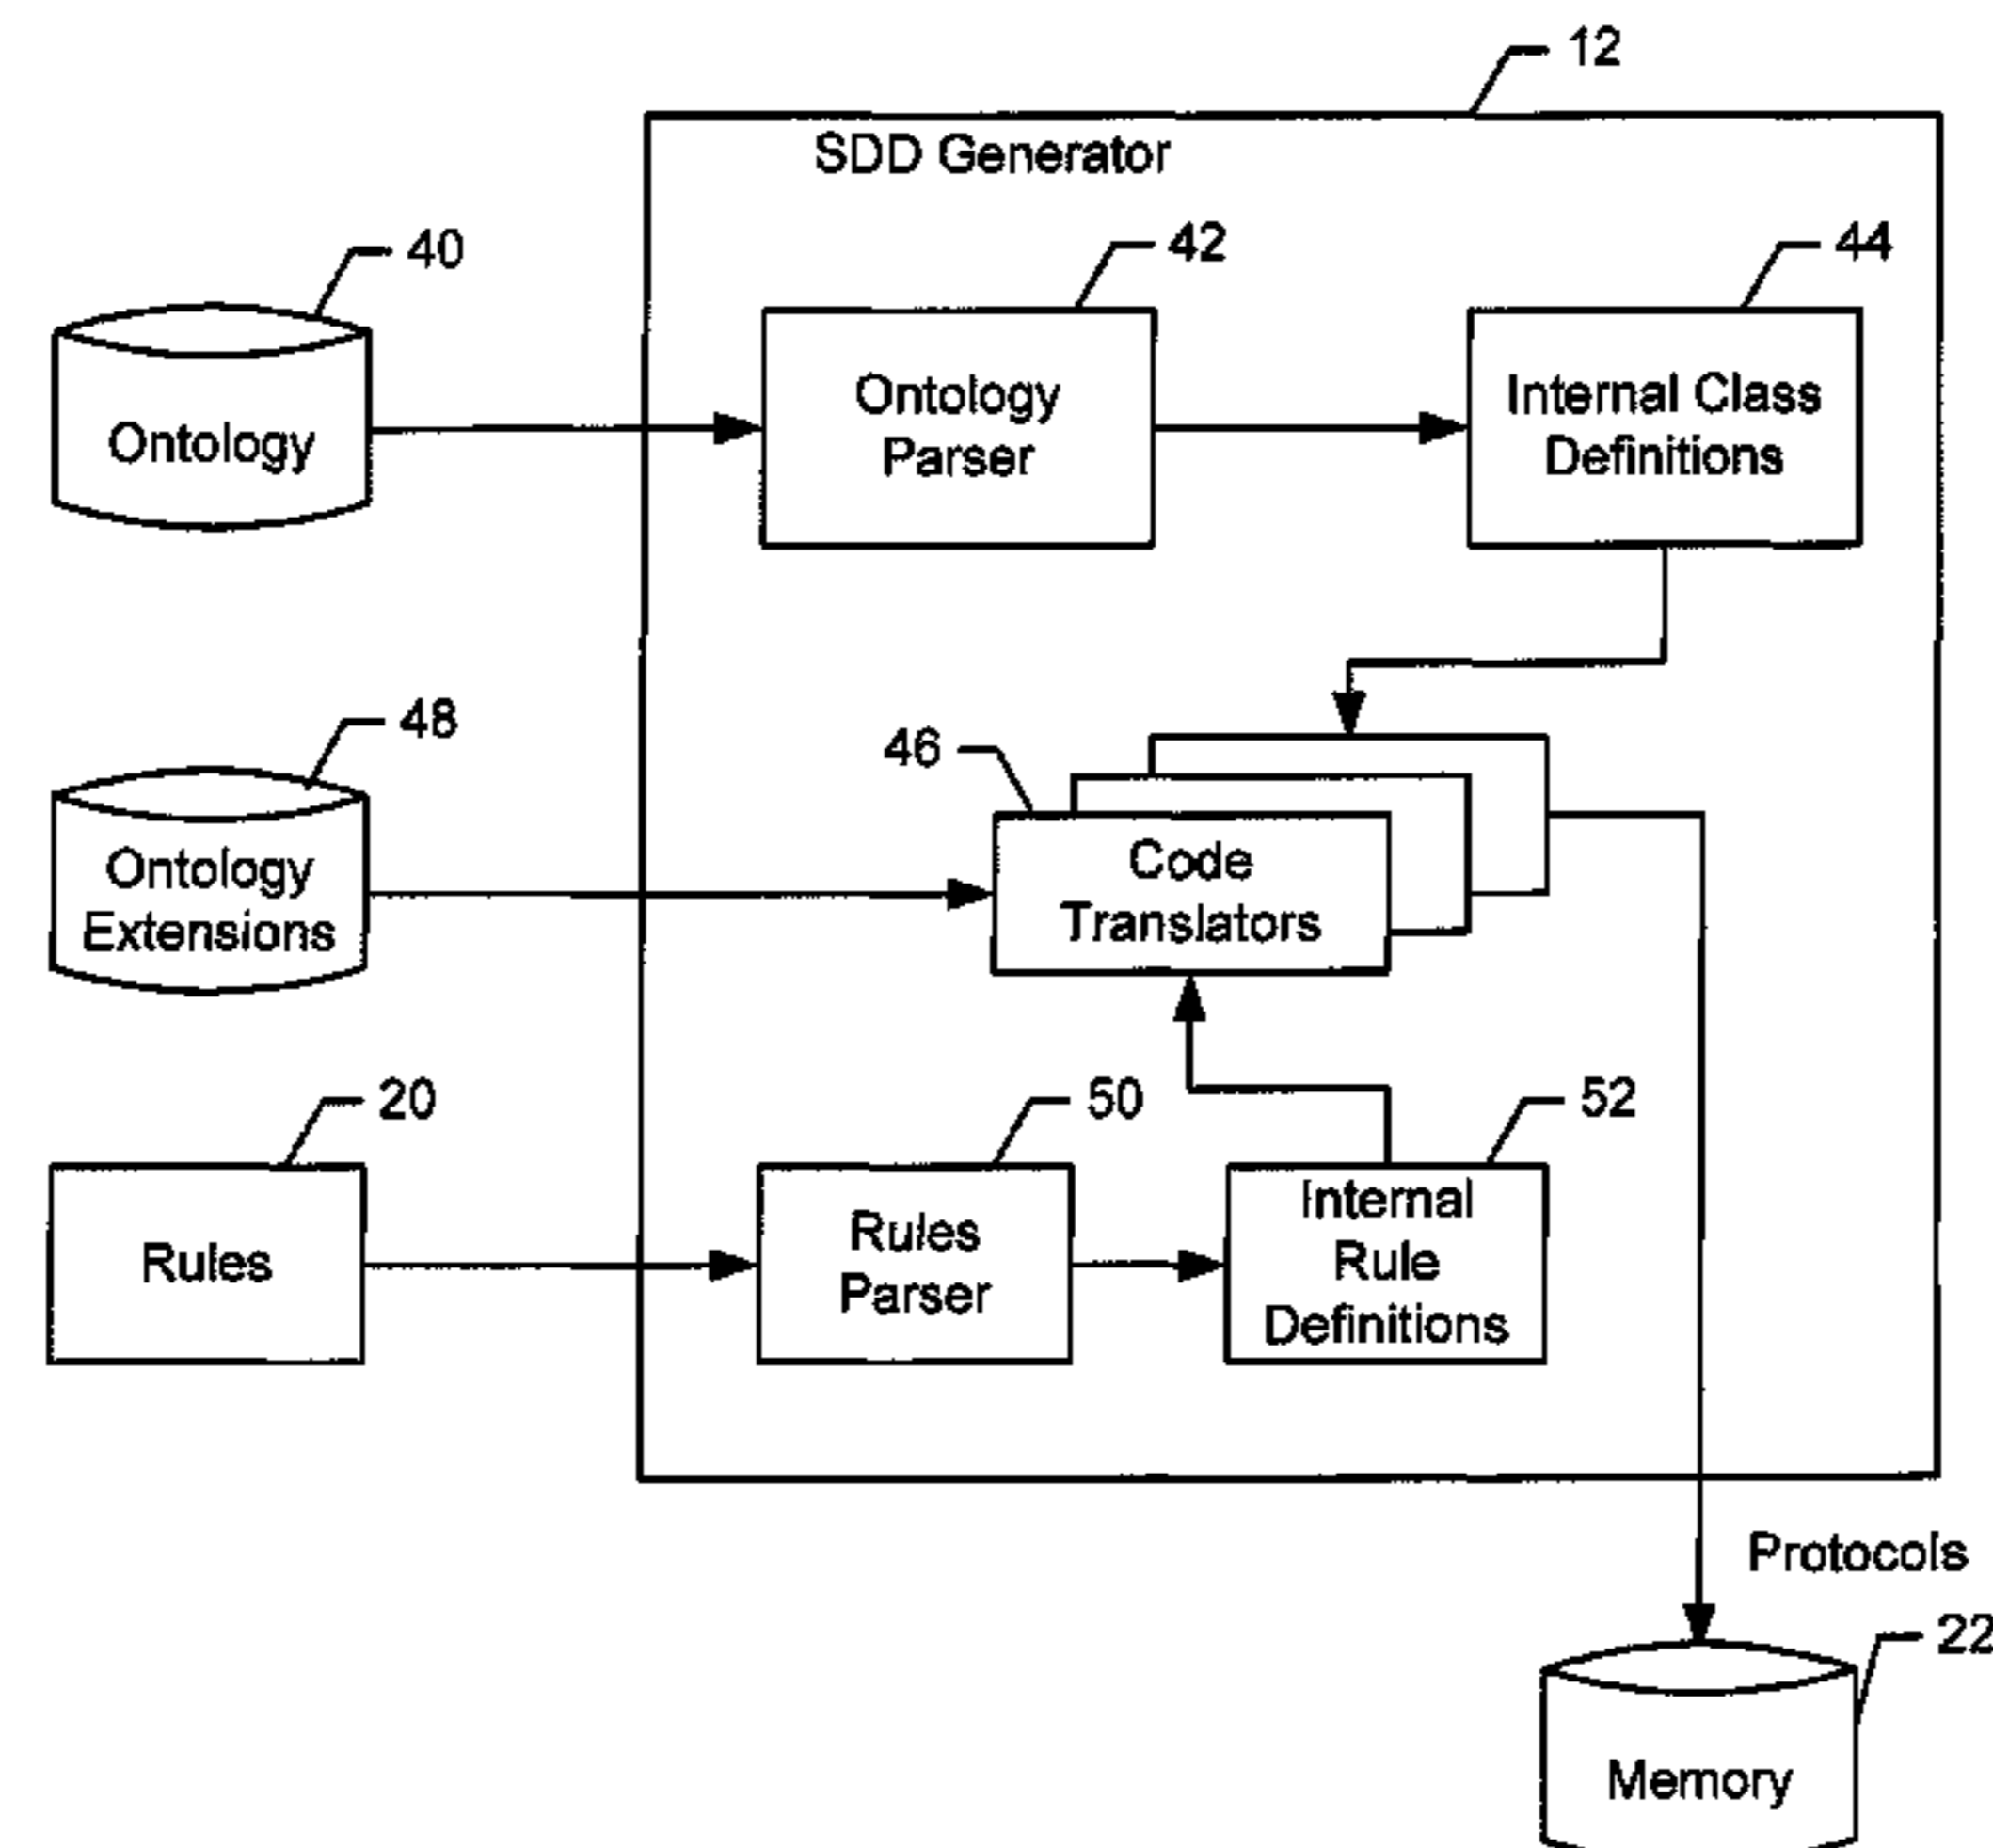 12
SDD Generator
40
42
44
Ontology
Ontology
Parser
Internal Class
Definitions
48
46
Ontology
Extensions
Code
Translators
20
50
52
Rules
Rules
Parser
Internal
Rule
Definitions
Protocols
22
Memory